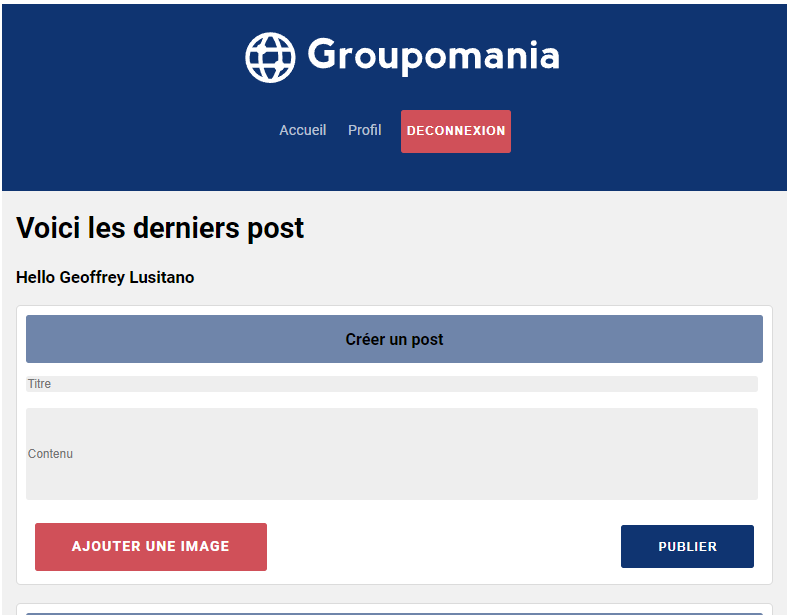 Groupomania
Accueil Profil DECONNEXION
Voici les derniers post
Hello Geoffrey Lusitano
Créer un post
Titre
Contenu
AJOUTER UNE IMAGE PUBLIER